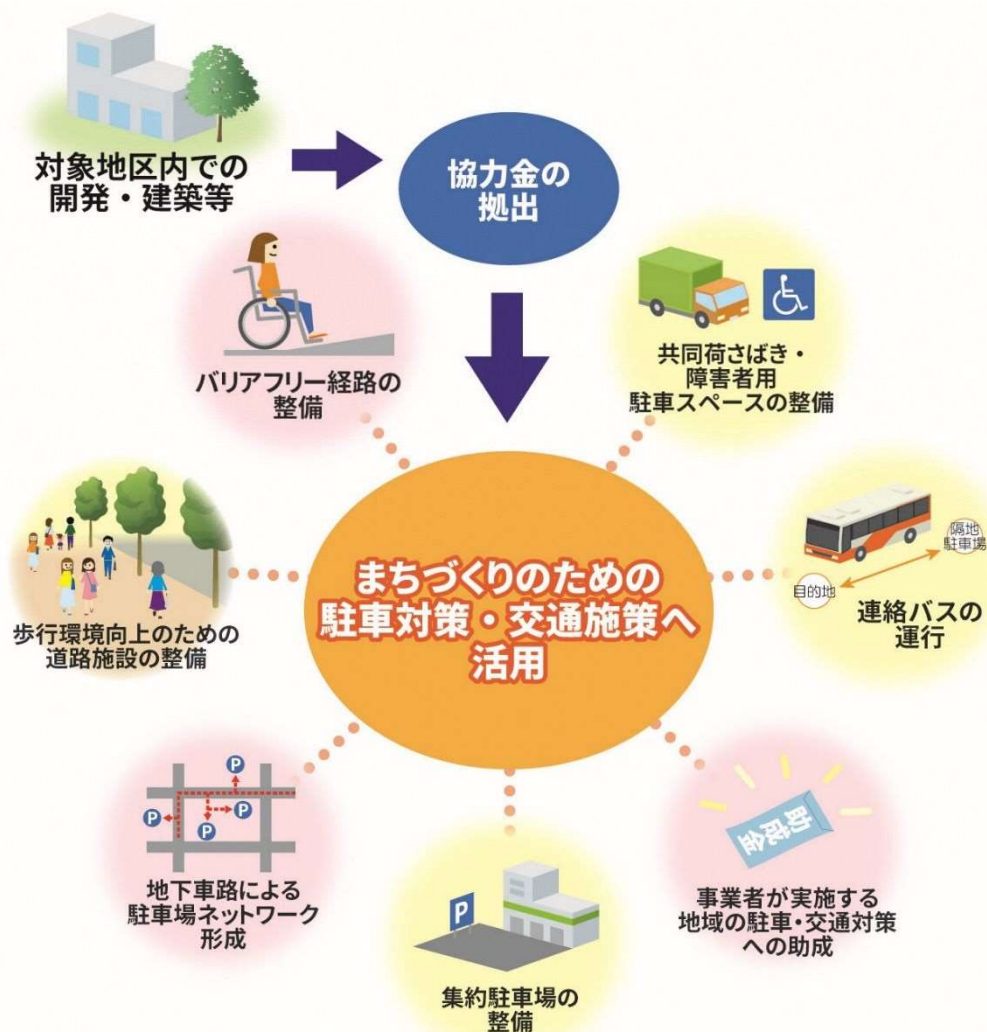 対象地区内での
開発・建築等
協力金の
拠出
バリアフリー経路の
整備
共同荷さばき・
障害者用
駐車スペースの整備
まちづくりのための
駐車対策・交通施策へ
活用
歩行環境向上のための
道路施設の整備
隔地
駐車場
目的地
連絡バスの
運行
P
P
P
P
地下車路による
駐車場ネットワーク
形成
P
集約駐車場の
整備
助成金
事業者が実施する
地域の駐車・交通対策
への助成